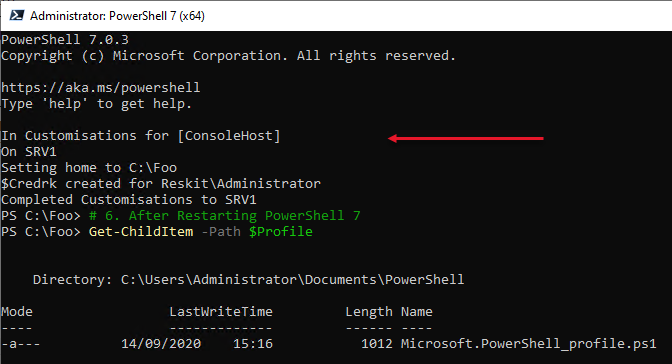 Administrator: PowerShell 7 (x64)
PowerShell 7.0.3
Copyright (c) Microsoft Corporation. All rights reserved.
https://aka.ms/powershell
Type 'help' to get help.
In Customisations for [ConsoleHost]
On SRV1
Setting home to C:\Foo
$Credrk created for Reskit\Administrator
Completed Customisations to SRV1
PS C:\Foo> # 6. After Restarting PowerShell 7
PS C:\Foo> Get-ChildItem -Path $Profile
Directory: C:\Users\Administrator\Documents\PowerShell
Mode LastWriteTime Length Name
---- ------------- ------ ----
-a--- 14/09/2020 15:16 1012 Microsoft.PowerShell_profile.ps1